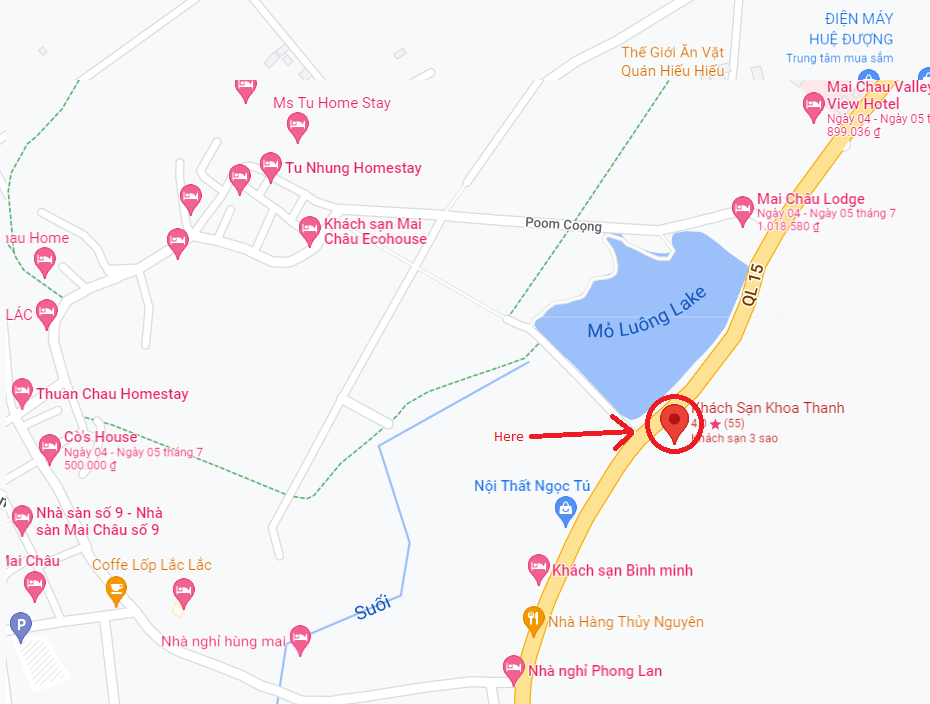 ĐIỆN MÁY
HUỆ ĐƯỢNG
Trung tâm mua sắm
Thế Giới Ăn Vặt
Quán Hiếu Hiếu
Mai Châu Valley
View Hotel
Ngày 04 - Ngày 05 t
899.036 ₫
Ms Tu Home Stay
Tu Nhung Homestay
Mai Châu Lodge
Ngày 04 - Ngày 05 tháng 7
1.018.580 ₫
Khách sạn Mai
Châu Ecohouse
Poom Coọng
hau Home
QL 15
Mỏ Luông Lake
LÁC
Thuan Chau Homestay
Khách Sạn Khoa Thanh
4,0 ★ (55)
Khách sạn 3 sao
Here
Cò's House
Ngày 04 - Ngày 05 tháng 7
500.000 ₫
Nội Thất Ngọc Tú
Nhà sàn số 9 - Nhà
sàn Mai Châu số 9
Mai Châu
Coffe Lốp Lắc Lắc
Khách sạn Bình minh
Suối
P
Nhà Hàng Thủy Nguyên
Nhà nghỉ hùng mai
Nhà nghỉ Phong Lan